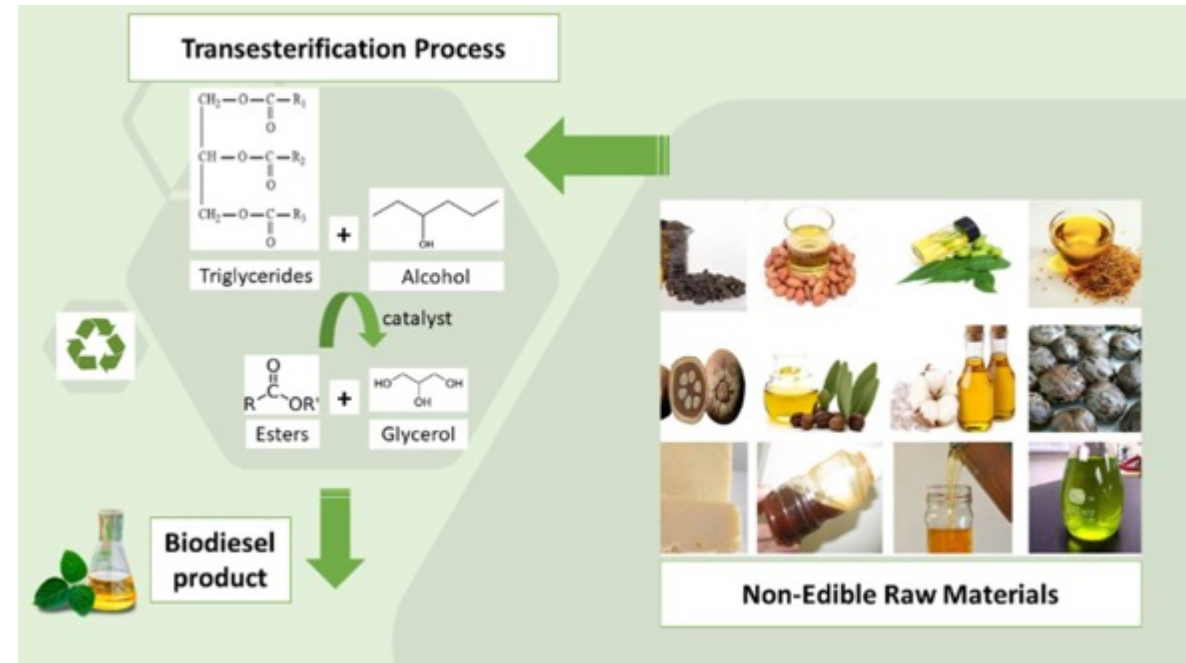 Transesterification Process
CH₂—O—C—R₁
O
CH—O—C—R₂
O
CH₂—O—C—R₃
O
+
OH
Triglycerides
Alcohol
catalyst
O
C
R
OR'
+
HO
OH
OH
Esters
Glycerol
Biodiesel
product
Non-Edible Raw Materials